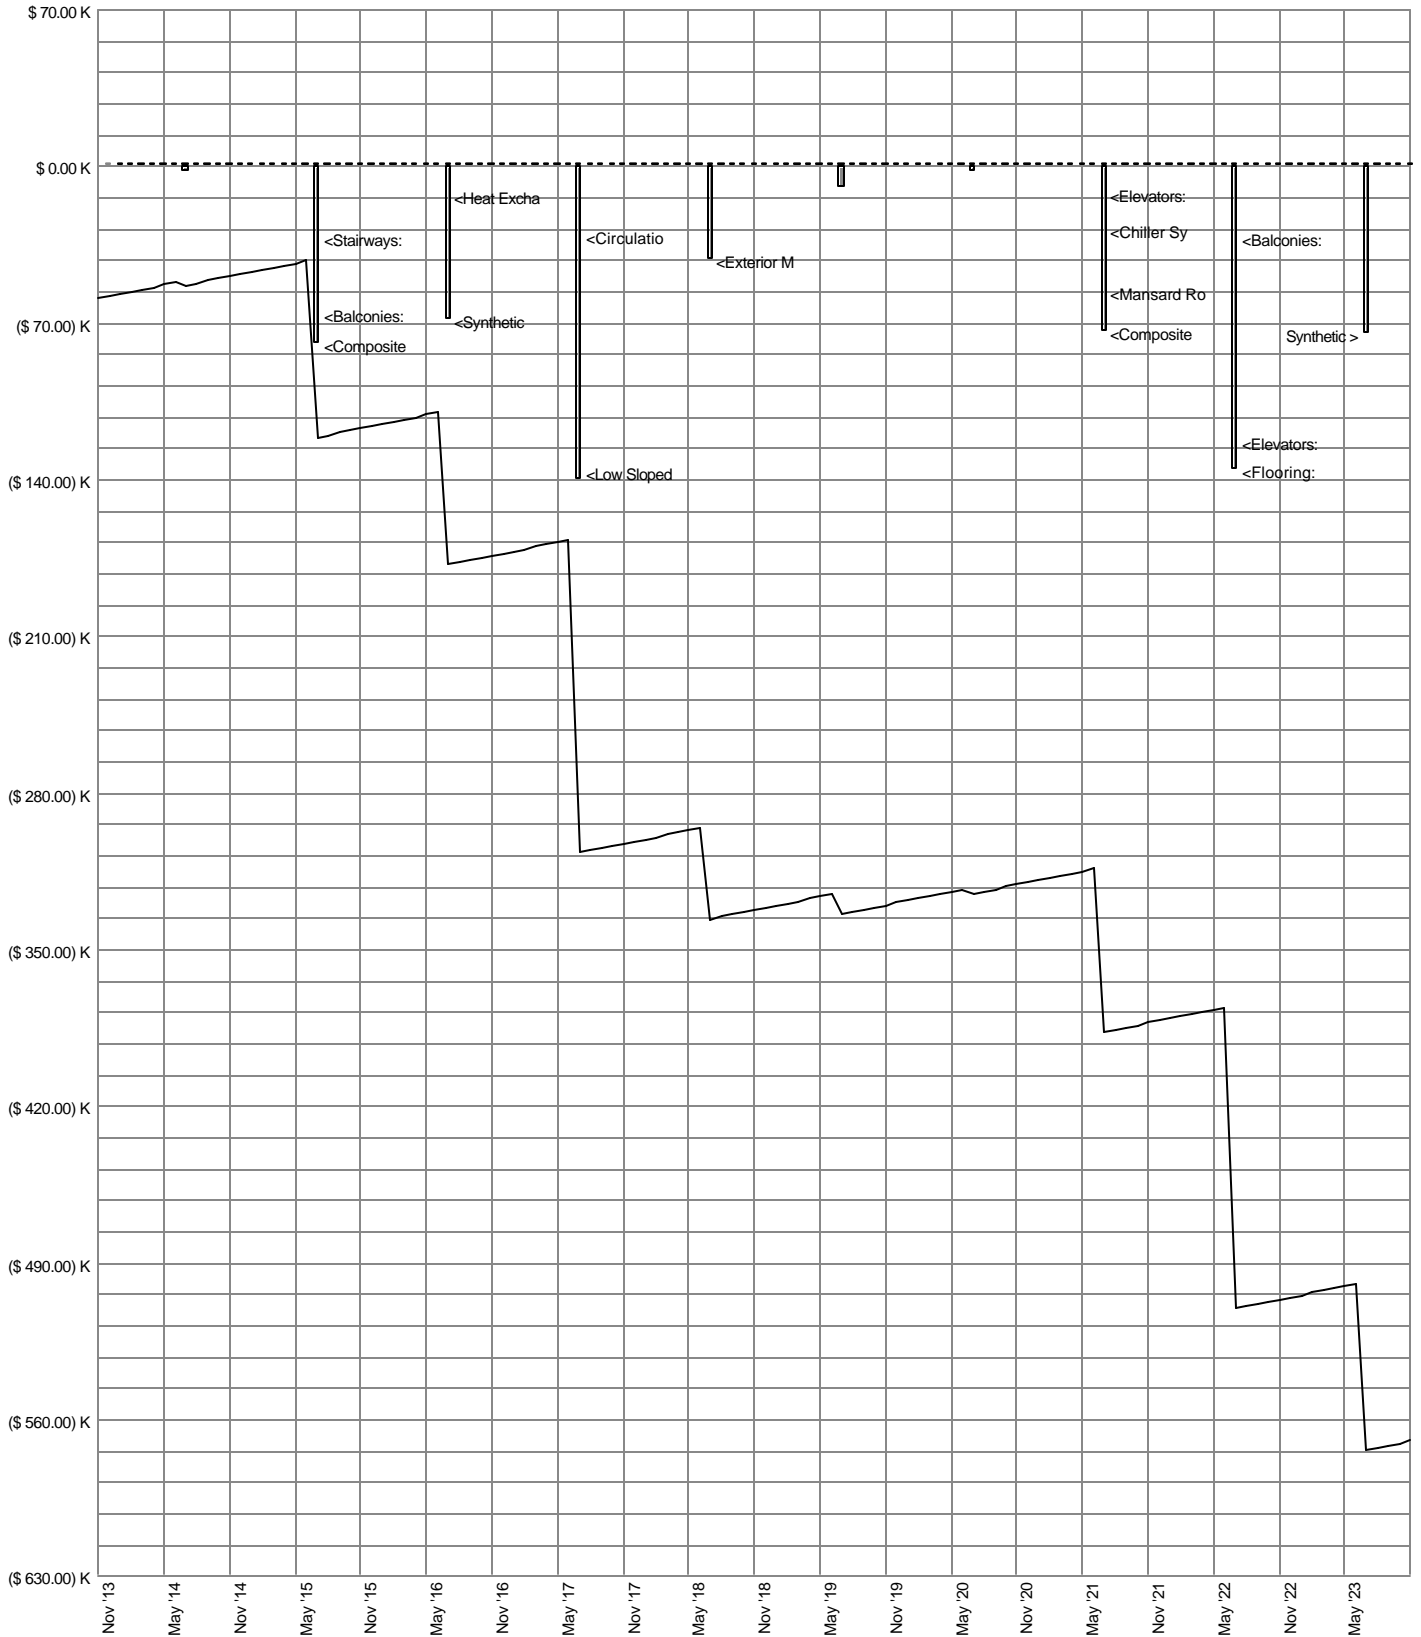 $ 70.00 K
$ 0.00 K
<Heat Excha
<Elevators:
<Stairways:
<Circulatio
<Chiller Sy
<Balconies:
<Exterior M
<Mansard Ro
($ 70.00) K
<Balconies:
<Synthetic
<Composite
Synthetic >
<Composite
<Elevators:
<Low Sloped
<Flooring:
($ 140.00) K
($ 210.00) K
($ 280.00) K
($ 350.00) K
($ 420.00) K
($ 490.00) K
($ 560.00) K
($ 630.00) K
Nov '13
May '14
Nov '14
May '15
Nov '15
May '16
Nov '16
May '17
Nov '17
May '18
Nov '18
May '19
Nov '19
May '20
Nov '20
May '21
Nov '21
May '22
Nov '22
May '23